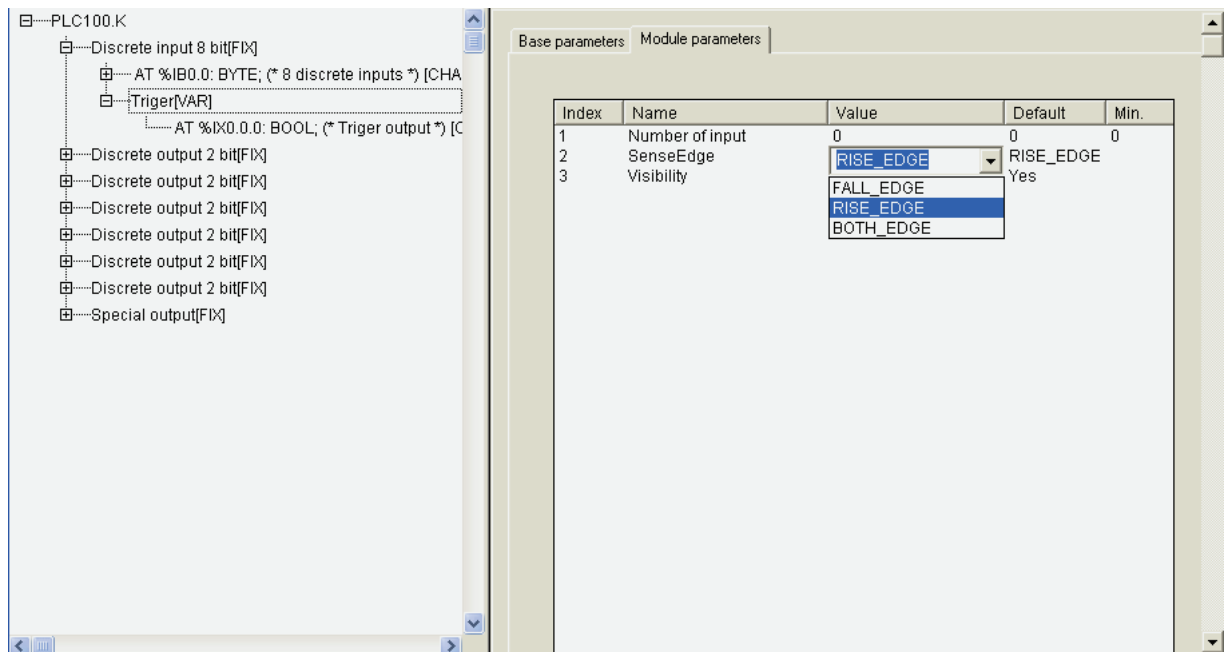 PLC100.K
Discrete input 8 bit[FIX]
AT %IB0.0: BYTE; (* 8 discrete inputs *) [CHA
Triger[VAR]
AT %IX0.0.0: BOOL; (* Triger output *) [C
Discrete output 2 bit[FIX]
Discrete output 2 bit[FIX]
Discrete output 2 bit[FIX]
Discrete output 2 bit[FIX]
Discrete output 2 bit[FIX]
Discrete output 2 bit[FIX]
Special output[FIX]
Base parameters Module parameters
Index Name Value Default Min.
1 Number of input 0 0 0
2 SenseEdge RISE_EDGE RISE_EDGE
3 Visibility Yes
FALL_EDGE
RISE_EDGE
BOTH_EDGE